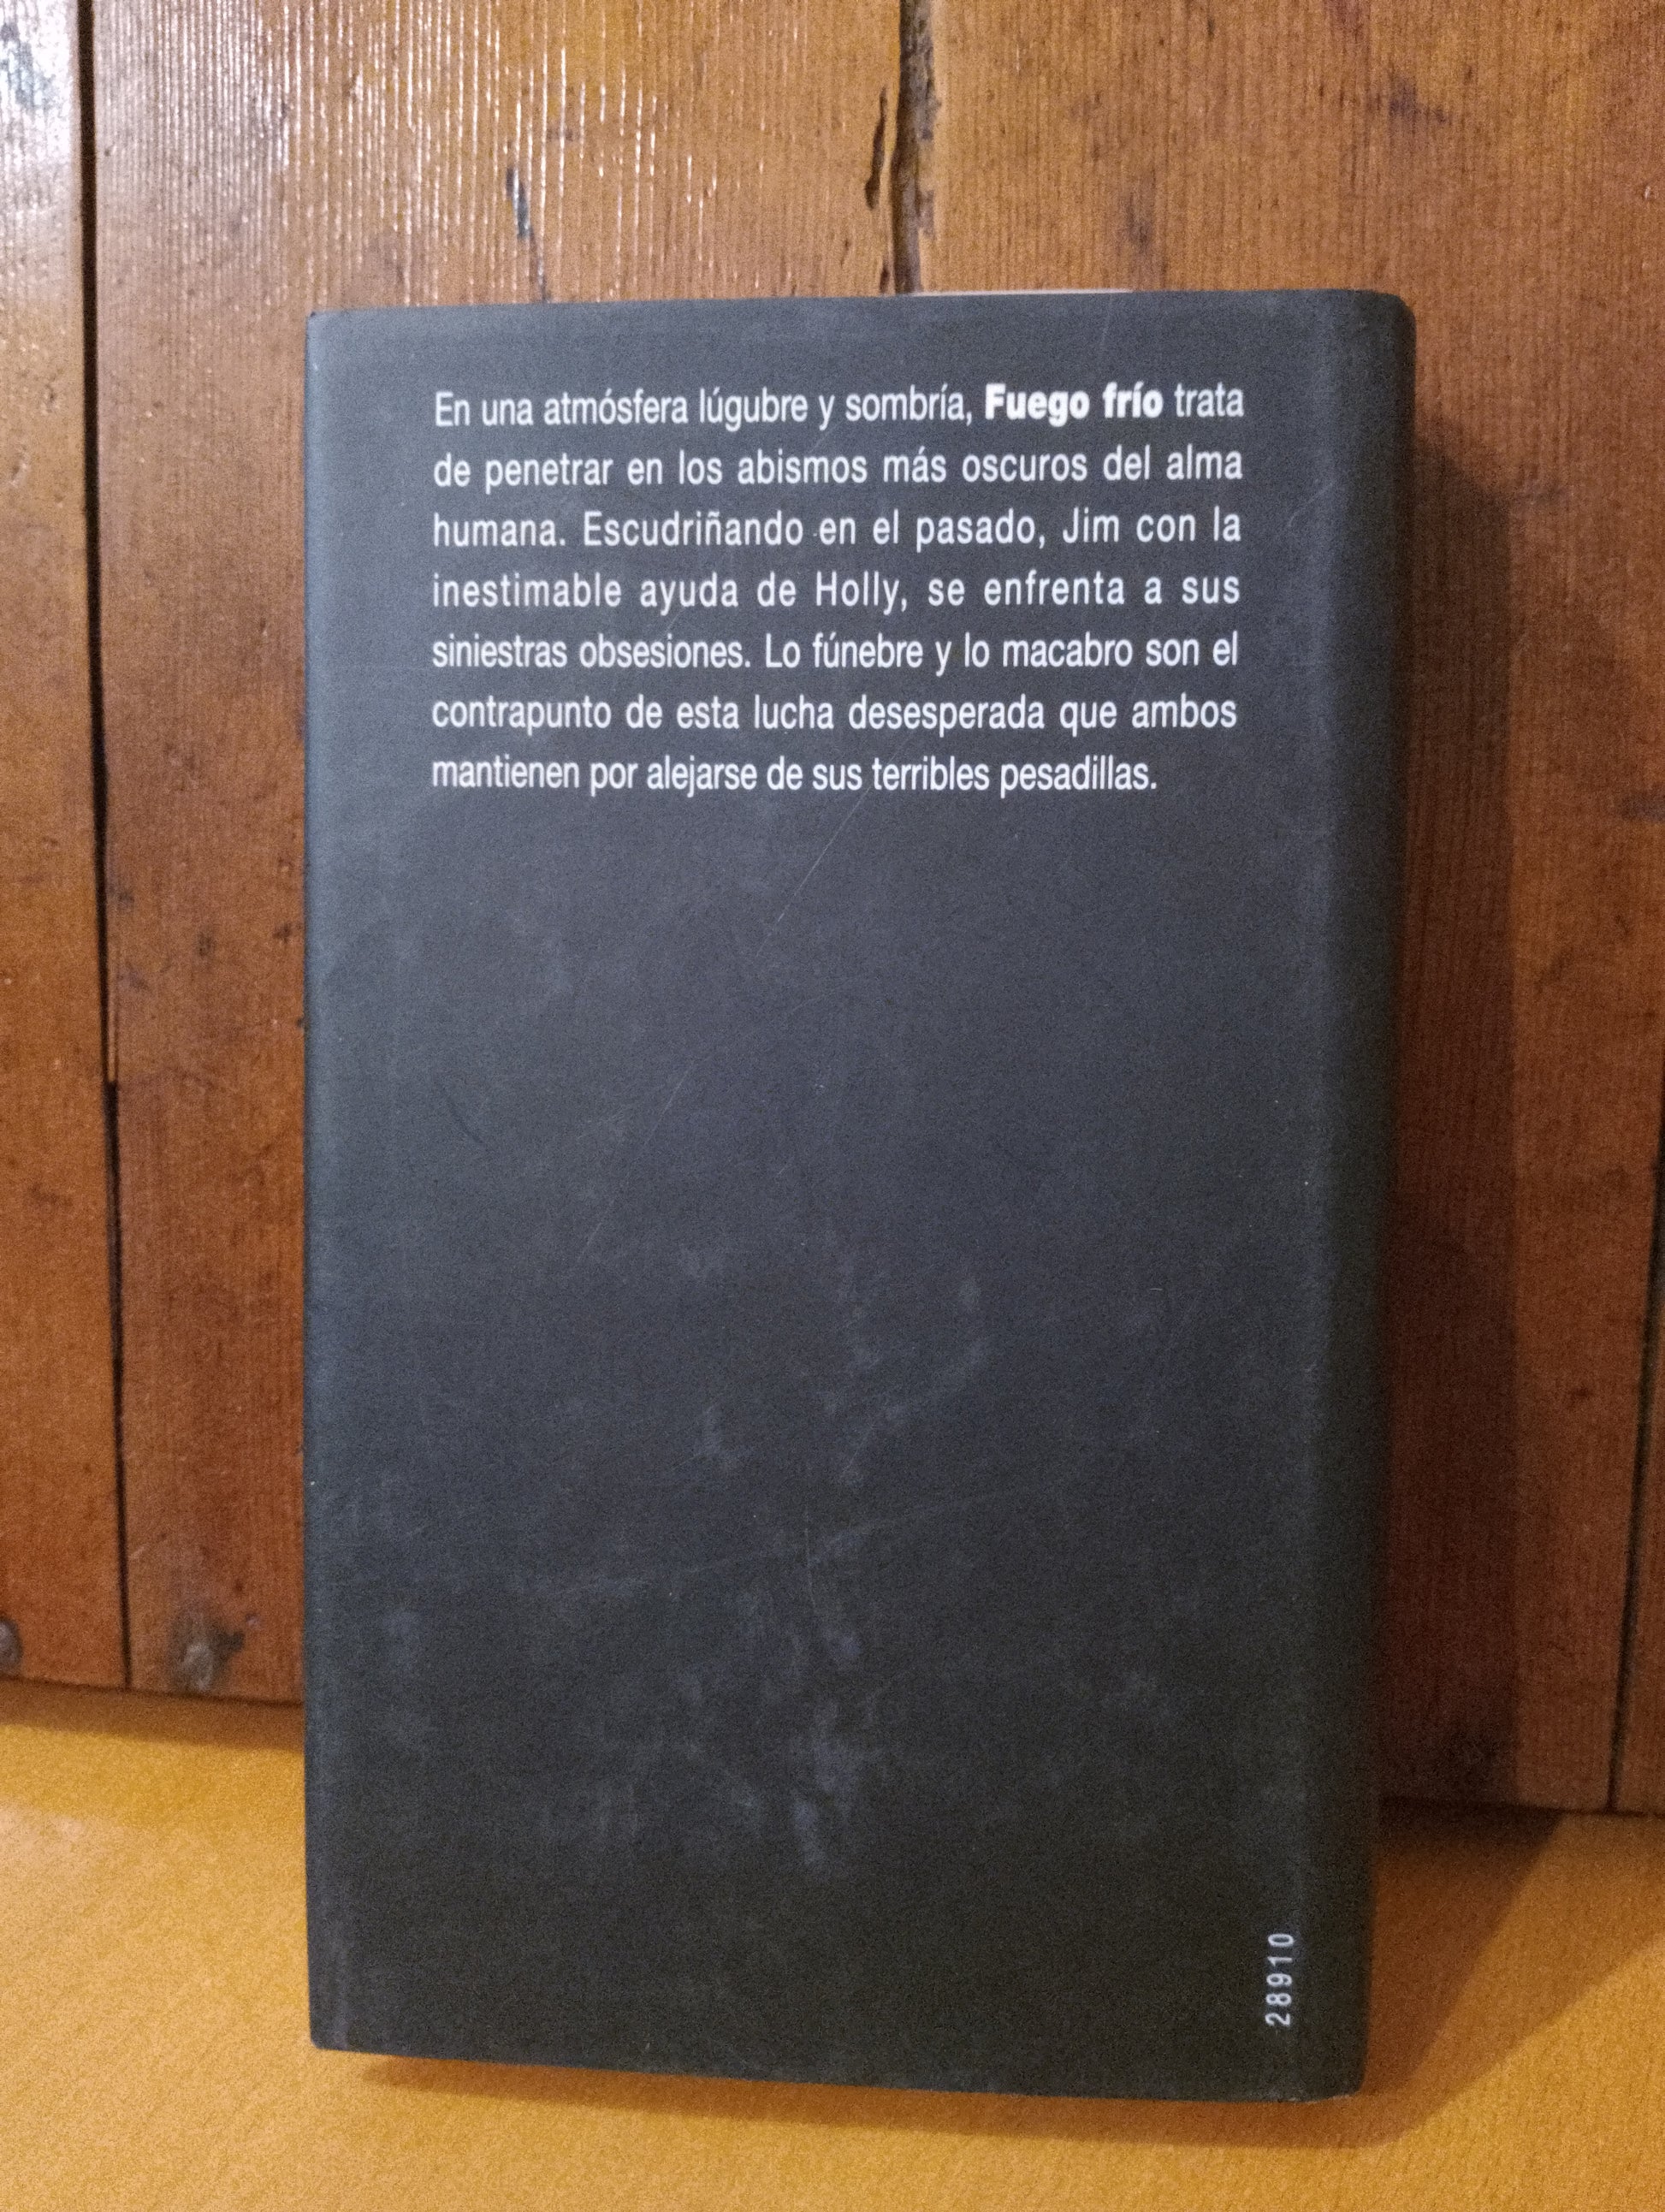 En una atmósfera lúgubre y sombría, Fuego frío trata
de penetrar en los abismos más oscuros del alma
humana. Escudriñando en el pasado, Jim con la
inestimable ayuda de Holly, se enfrenta a sus
siniestras obsesiones. Lo fúnebre y lo macabro son el
contrapunto de esta lucha desesperada que ambos
mantienen por alejarse de sus terribles pesadillas.
28910